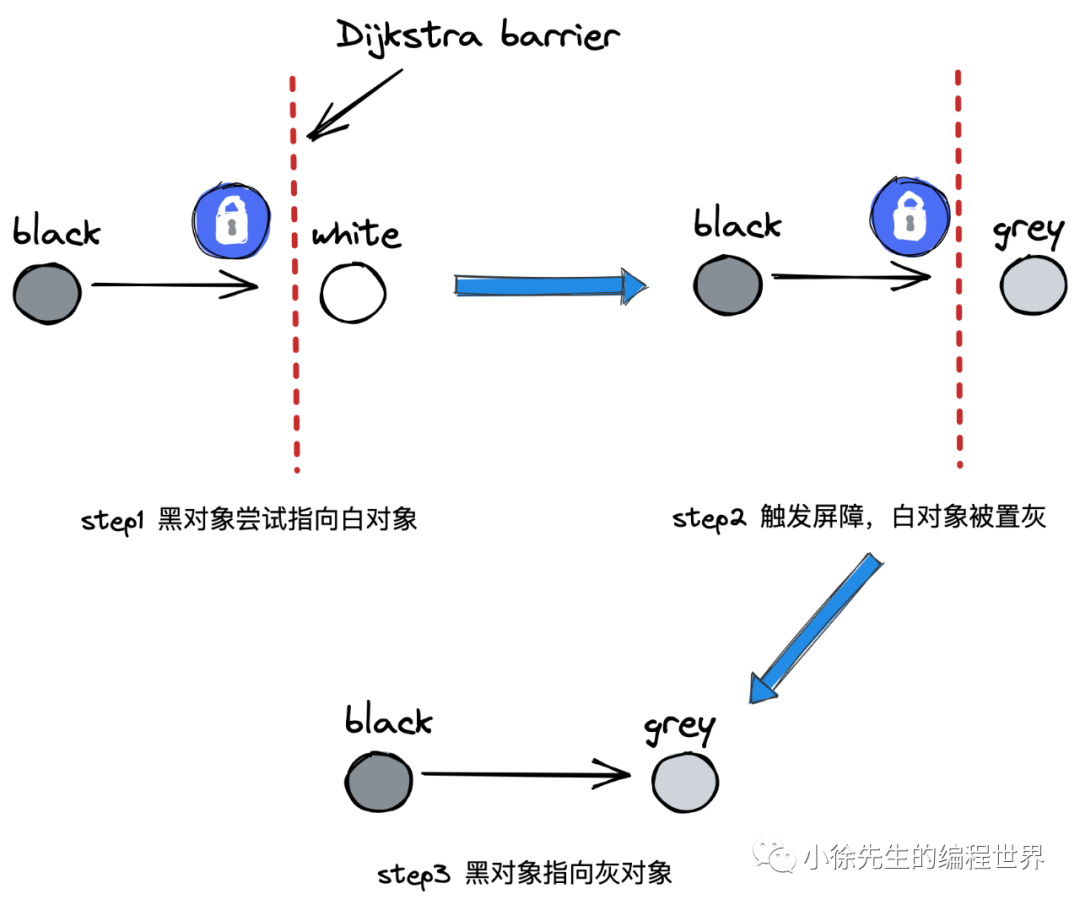 Dijkstra barrier
black
white
black
grey
step1 黑对象尝试指向白对象
step2 触发屏障，白对象被置灰
black
grey
step3 黑对象指向灰对象
小徐先生的编程世界